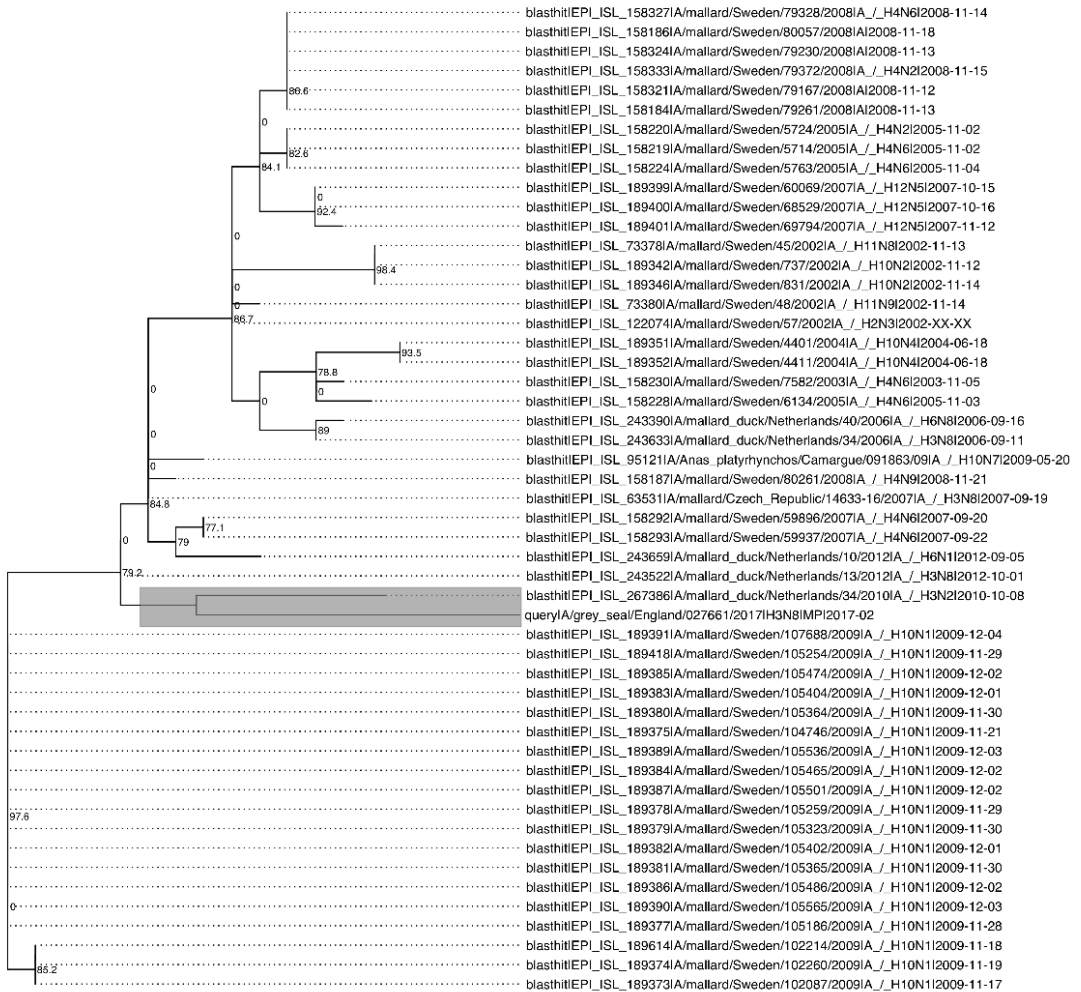 blasthit|EPI_ISL_158327|A/mallard/Sweden/79328/2008|A_/_H4N6|2008-11-14
blasthit|EPI_ISL_158186|A/mallard/Sweden/80057/2008|A|2008-11-18
blasthit|EPI_ISL_158324|A/mallard/Sweden/79230/2008|A|2008-11-13
blasthit|EPI_ISL_158333|A/mallard/Sweden/79372/2008|A_/_H4N2|2008-11-15
86.6
blasthit|EPI_ISL_158321|A/mallard/Sweden/79167/2008|A|2008-11-12
blasthit|EPI_ISL_158184|A/mallard/Sweden/79261/2008|A|2008-11-13
0
blasthit|EPI_ISL_158220|A/mallard/Sweden/5724/2005|A_/_H4N2|2005-11-02
82.6
blasthit|EPI_ISL_158219|A/mallard/Sweden/5714/2005|A_/_H4N6|2005-11-02
84.1
blasthit|EPI_ISL_158224|A/mallard/Sweden/5763/2005|A_/_H4N6|2005-11-04
blasthit|EPI_ISL_189399|A/mallard/Sweden/60069/2007|A_/_H12N5|2007-10-15
0
92.4
blasthit|EPI_ISL_189400|A/mallard/Sweden/68529/2007|A_/_H12N5|2007-10-16
blasthit|EPI_ISL_189401|A/mallard/Sweden/69794/2007|A_/_H12N5|2007-11-12
0
blasthit|EPI_ISL_73378|A/mallard/Sweden/45/2002|A_/_H11N8|2002-11-13
98.4
blasthit|EPI_ISL_189342|A/mallard/Sweden/737/2002|A_/_H10N2|2002-11-12
0
blasthit|EPI_ISL_189346|A/mallard/Sweden/831/2002|A_/_H10N2|2002-11-14
0
blasthit|EPI_ISL_73380|A/mallard/Sweden/48/2002|A_/_H11N9|2002-11-14
86.7
blasthit|EPI_ISL_122074|A/mallard/Sweden/57/2002|A_/_H2N3|2002-XX-XX
blasthit|EPI_ISL_189351|A/mallard/Sweden/4401/2004|A_/_H10N4|2004-06-18
93.5
blasthit|EPI_ISL_189352|A/mallard/Sweden/4411/2004|A_/_H10N4|2004-06-18
78.8
blasthit|EPI_ISL_158230|A/mallard/Sweden/7582/2003|A_/_H4N6|2003-11-05
0
0
0
blasthit|EPI_ISL_158228|A/mallard/Sweden/6134/2005|A_/_H4N6|2005-11-03
blasthit|EPI_ISL_243390|A/mallard_duck/Netherlands/40/2006|A_/_H6N8|2006-09-16
89
0
blasthit|EPI_ISL_243633|A/mallard_duck/Netherlands/34/2006|A_/_H3N8|2006-09-11
blasthit|EPI_ISL_95121|A/Anas_platyrhynchos/Camargue/091863/09|A_/_H10N7|2009-05-20
0
blasthit|EPI_ISL_158187|A/mallard/Sweden/80261/2008|A_/_H4N9|2008-11-21
84.8
blasthit|EPI_ISL_63531|A/mallard/Czech_Republic/14633-16/2007|A_/_H3N8|2007-09-19
blasthit|EPI_ISL_158292|A/mallard/Sweden/59896/2007|A_/_H4N6|2007-09-20
77.1
blasthit|EPI_ISL_158293|A/mallard/Sweden/59937/2007|A_/_H4N6|2007-09-22
0
79
blasthit|EPI_ISL_243659|A/mallard_duck/Netherlands/10/2012|A_/_H6N1|2012-09-05
79.2
blasthit|EPI_ISL_243522|A/mallard_duck/Netherlands/13/2012|A_/_H3N8|2012-10-01
blasthit|EPI_ISL_267386|A/mallard_duck/Netherlands/34/2010|A_/_H3N2|2010-10-08
query|A/grey_seal/England/027661/2017|H3N8|MP|2017-02
blasthit|EPI_ISL_189391|A/mallard/Sweden/107688/2009|A_/_H10N1|2009-12-04
blasthit|EPI_ISL_189418|A/mallard/Sweden/105254/2009|A_/_H10N1|2009-11-29
blasthit|EPI_ISL_189385|A/mallard/Sweden/105474/2009|A_/_H10N1|2009-12-02
blasthit|EPI_ISL_189383|A/mallard/Sweden/105404/2009|A_/_H10N1|2009-12-01
blasthit|EPI_ISL_189380|A/mallard/Sweden/105364/2009|A_/_H10N1|2009-11-30
blasthit|EPI_ISL_189375|A/mallard/Sweden/104746/2009|A_/_H10N1|2009-11-21
blasthit|EPI_ISL_189389|A/mallard/Sweden/105536/2009|A_/_H10N1|2009-12-03
blasthit|EPI_ISL_189384|A/mallard/Sweden/105465/2009|A_/_H10N1|2009-12-02
blasthit|EPI_ISL_189387|A/mallard/Sweden/105501/2009|A_/_H10N1|2009-12-02
blasthit|EPI_ISL_189378|A/mallard/Sweden/105259/2009|A_/_H10N1|2009-11-29
97.6
blasthit|EPI_ISL_189379|A/mallard/Sweden/105323/2009|A_/_H10N1|2009-11-30
blasthit|EPI_ISL_189382|A/mallard/Sweden/105402/2009|A_/_H10N1|2009-12-01
blasthit|EPI_ISL_189381|A/mallard/Sweden/105365/2009|A_/_H10N1|2009-11-30
blasthit|EPI_ISL_189386|A/mallard/Sweden/105486/2009|A_/_H10N1|2009-12-02
0
blasthit|EPI_ISL_189390|A/mallard/Sweden/105565/2009|A_/_H10N1|2009-12-03
blasthit|EPI_ISL_189377|A/mallard/Sweden/105186/2009|A_/_H10N1|2009-11-28
blasthit|EPI_ISL_189614|A/mallard/Sweden/102214/2009|A_/_H10N1|2009-11-18
85.2
blasthit|EPI_ISL_189374|A/mallard/Sweden/102260/2009|A_/_H10N1|2009-11-19
blasthit|EPI_ISL_189373|A/mallard/Sweden/102087/2009|A_/_H10N1|2009-11-17